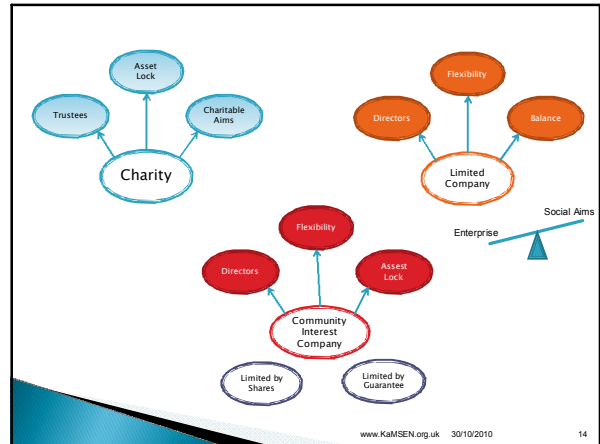 Asset
Lock
Trustees
Charitable
Aims
Charity
Flexibility
Directors
Balance
Limited
Company
Social Aims
Enterprise
Flexibility
Directors
Assest
Lock
Community
Interest
Company
Limited by
Shares
Limited by
Guarantee
www.KaMSEN.org.uk 30/10/2010 14